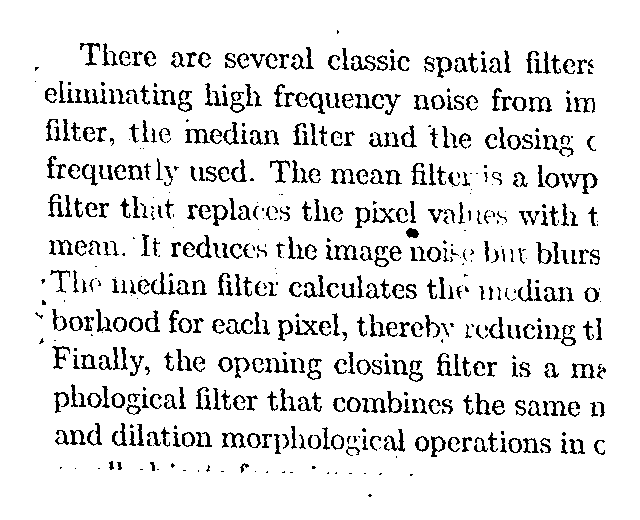 There are several classic spatial filters
eliminating high frequency noise from im
filter, the median filter and the closing
frequently used. The mean filter is a lowp
filter that replaces the pixel values with t
mean. It reduces the image noise but blurs
The median filter calculates the median o
borhood for each pixel, thereby reducing tl
Finally, the opening closing filter is a ma
phological filter that combines the same n
and dilation morphological operations in